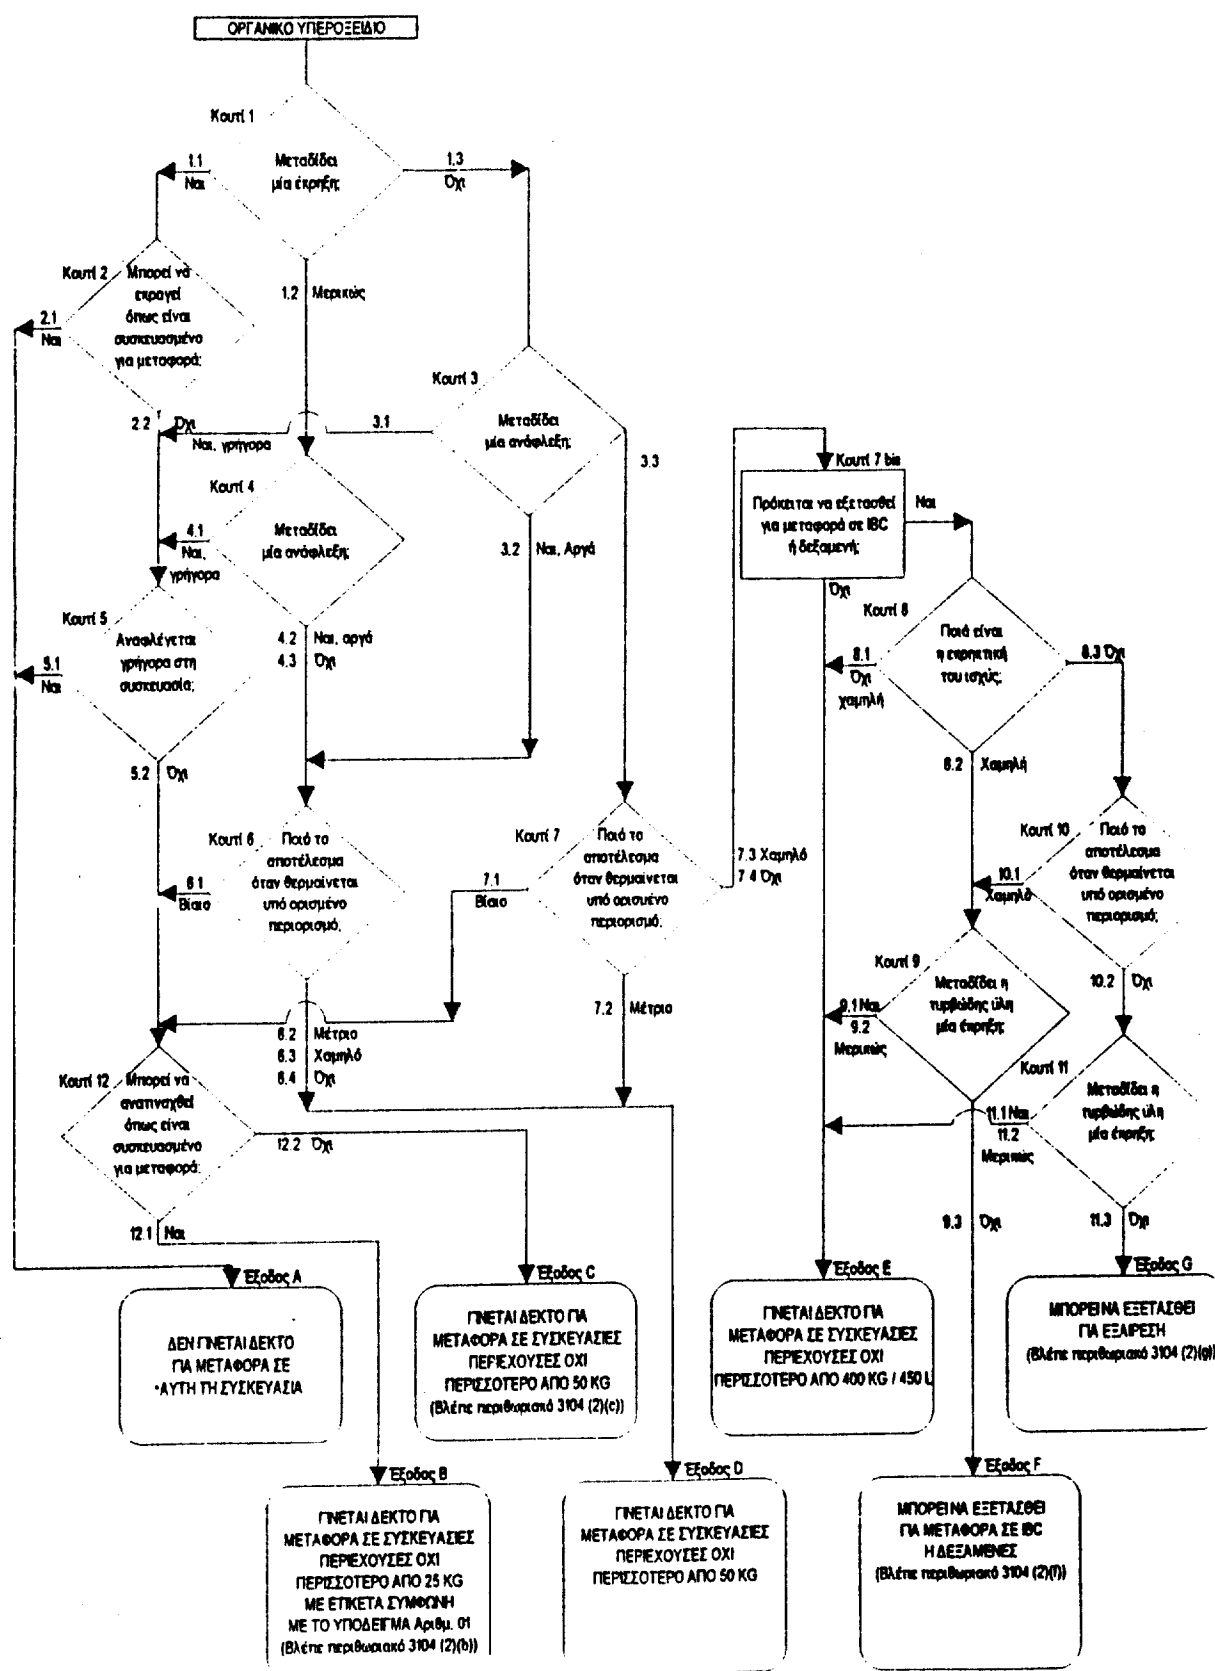 ΟΡΓΑΝΙΚΟ ΥΠΕΡΟΞΕΙΔΙΟ
Κουτί 1
Μεταδίδει
μία έκρηξη;
1.1
Ναι
1.3
Όχι
1.2 Μερικώς
Κουτί 2
Μπορεί να
εκραγεί
όπως είναι
συσκευασμένο
για μεταφορά;
2.1
Ναι
2.2 Όχι
Κουτί 3
Μεταδίδει
μία ανάφλεξη;
3.1
Ναι, γρήγορα
3.2 Ναι, Αργά
3.3
Κουτί 4
Μεταδίδει
μία ανάφλεξη;
4.1
Ναι,
γρήγορα
4.2 Ναι, αργά
4.3 Όχι
Κουτί 5
Αναφλέγεται
γρήγορα στη
συσκευασία;
5.1
Ναι
5.2 Όχι
Κουτί 6
Ποιό το
αποτέλεσμα
όταν θερμαίνεται
υπό ορισμένο
περιορισμό;
6.1
Βίαιο
6.2 Μέτριο
6.3 Χαμηλό
6.4 Όχι
Κουτί 7
Ποιό το
αποτέλεσμα
όταν θερμαίνεται
υπό ορισμένο
περιορισμό;
7.1
Βίαιο
7.2 Μέτριο
7.3 Χαμηλό
7.4 Όχι
Κουτί 7 bis
Πρόκειται να εξετασθεί
για μεταφορά σε IBC
ή δεξαμενή;
Ναι
Όχι
Κουτί 8
Ποιά είναι
η εκρηκτική
του ισχύς;
8.1
Όχι
χαμηλή
8.2 Χαμηλή
8.3 Όχι
Κουτί 9
Μεταδίδει η
τυρβώδης ύλη
μία έκρηξη;
9.1 Ναι
9.2
Μερικώς
9.3 Όχι
Κουτί 10
Ποιό το
αποτέλεσμα
όταν θερμαίνεται
υπό ορισμένο
περιορισμό;
10.1
Χαμηλό
10.2 Όχι
Κουτί 11
Μεταδίδει η
τυρβώδης ύλη
μία έκρηξη;
11.1 Ναι
11.2
Μερικώς
11.3 Όχι
Κουτί 12
Μπορεί να
ανατιναχθεί
όπως είναι
συσκευασμένο
για μεταφορά;
12.1 Ναι
12.2 Όχι
Έξοδος A
ΔΕΝ ΓΙΝΕΤΑΙ ΔΕΚΤΟ
ΓΙΑ ΜΕΤΑΦΟΡΑ ΣΕ
ΑΥΤΗ ΤΗ ΣΥΣΚΕΥΑΣΙΑ
Έξοδος C
ΓΙΝΕΤΑΙ ΔΕΚΤΟ ΓΙΑ
ΜΕΤΑΦΟΡΑ ΣΕ ΣΥΣΚΕΥΑΣΙΕΣ
ΠΕΡΙΕΧΟΥΣΕΣ ΟΧΙ
ΠΕΡΙΣΣΟΤΕΡΟ ΑΠΟ 50 KG
(Βλέπε περιθωριακό 3104 (2)(c))
Έξοδος E
ΓΙΝΕΤΑΙ ΔΕΚΤΟ ΓΙΑ
ΜΕΤΑΦΟΡΑ ΣΕ ΣΥΣΚΕΥΑΣΙΕΣ
ΠΕΡΙΕΧΟΥΣΕΣ ΟΧΙ
ΠΕΡΙΣΣΟΤΕΡΟ ΑΠΟ 400 KG / 450 L
Έξοδος G
ΜΠΟΡΕΙ ΝΑ ΕΞΕΤΑΣΘΕΙ
ΓΙΑ ΕΞΑΙΡΕΣΗ
(Βλέπε περιθωριακό 3104 (2)(g))
Έξοδος B
ΓΙΝΕΤΑΙ ΔΕΚΤΟ ΓΙΑ
ΜΕΤΑΦΟΡΑ ΣΕ ΣΥΣΚΕΥΑΣΙΕΣ
ΠΕΡΙΕΧΟΥΣΕΣ ΟΧΙ
ΠΕΡΙΣΣΟΤΕΡΟ ΑΠΟ 25 KG
ΜΕ ΕΤΙΚΕΤΑ ΣΥΜΦΩΝΗ
ΜΕ ΤΟ ΥΠΟΔΕΙΓΜΑ Αριθμ. 01
(Βλέπε περιθωριακό 3104 (2)(b))
Έξοδος D
ΓΙΝΕΤΑΙ ΔΕΚΤΟ ΓΙΑ
ΜΕΤΑΦΟΡΑ ΣΕ ΣΥΣΚΕΥΑΣΙΕΣ
ΠΕΡΙΕΧΟΥΣΕΣ ΟΧΙ
ΠΕΡΙΣΣΟΤΕΡΟ ΑΠΟ 50 KG
Έξοδος F
ΜΠΟΡΕΙ ΝΑ ΕΞΕΤΑΣΘΕΙ
ΓΙΑ ΜΕΤΑΦΟΡΑ ΣΕ IBC
Η ΔΕΞΑΜΕΝΕΣ
(Βλέπε περιθωριακό 3104 (2)(f))